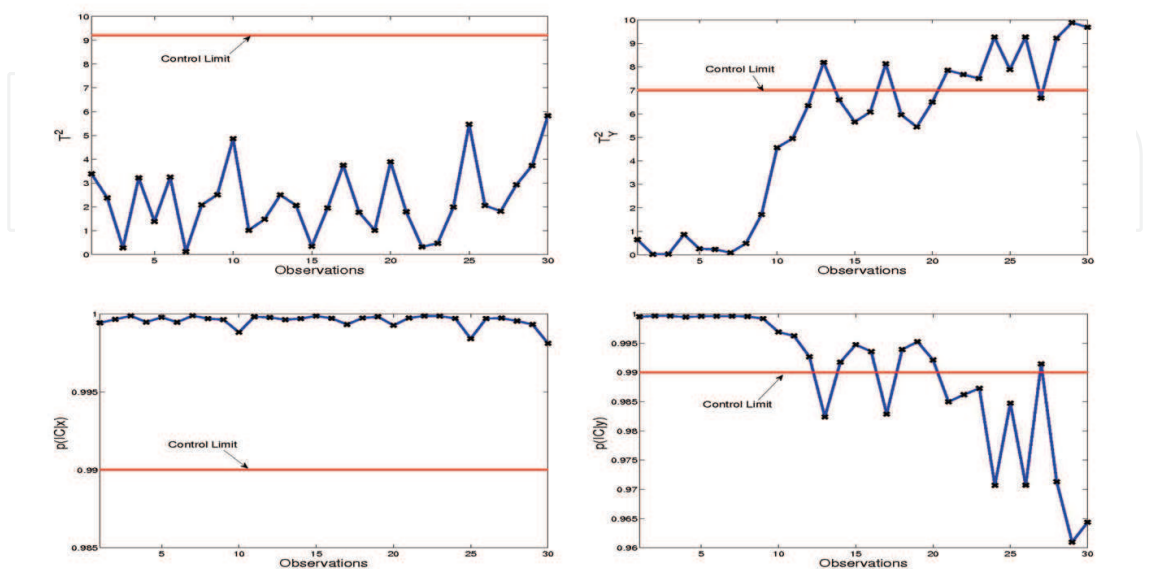 10
9
8
7
6
5
4
3
2
1
0
T²
Control Limit
5 10 15 20 25 30
Observations
10
9
8
7
6
5
4
3
2
1
0
T²Y
Control Limit
5 10 15 20 25 30
Observations
1
0.995
0.99
0.985
p(IC|x)
Control Limit
5 10 15 20 25 30
Observations
1
0.995
0.99
0.985
0.98
0.975
0.97
0.965
0.96
p(IC|y)
Control Limit
5 10 15 20 25 30
Observations